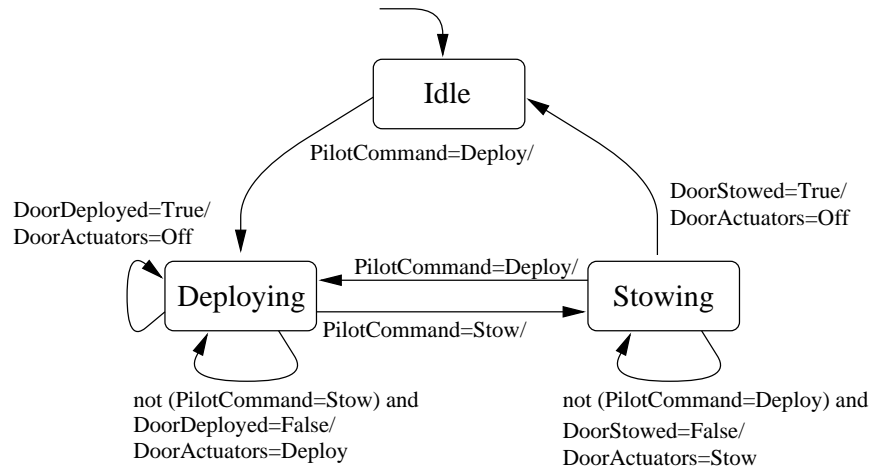 Idle
PilotCommand=Deploy/
DoorStowed=True/
DoorActuators=Off
DoorDeployed=True/
DoorActuators=Off
PilotCommand=Deploy/
Deploying
Stowing
PilotCommand=Stow/
not (PilotCommand=Stow) and
DoorDeployed=False/
DoorActuators=Deploy
not (PilotCommand=Deploy) and
DoorStowed=False/
DoorActuators=Stow